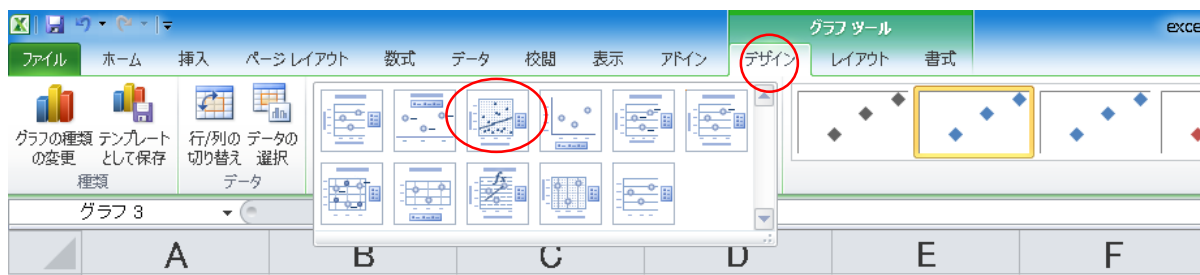 グラフ ツール
exce
ファイル ホーム 挿入 ページ レイアウト 数式 データ 校閲 表示 アドイン デザイン レイアウト 書式
グラフの種類の変更 テンプレートとして保存 行/列の切り替え データの選択
種類 データ
グラフ 3
A B C D E F